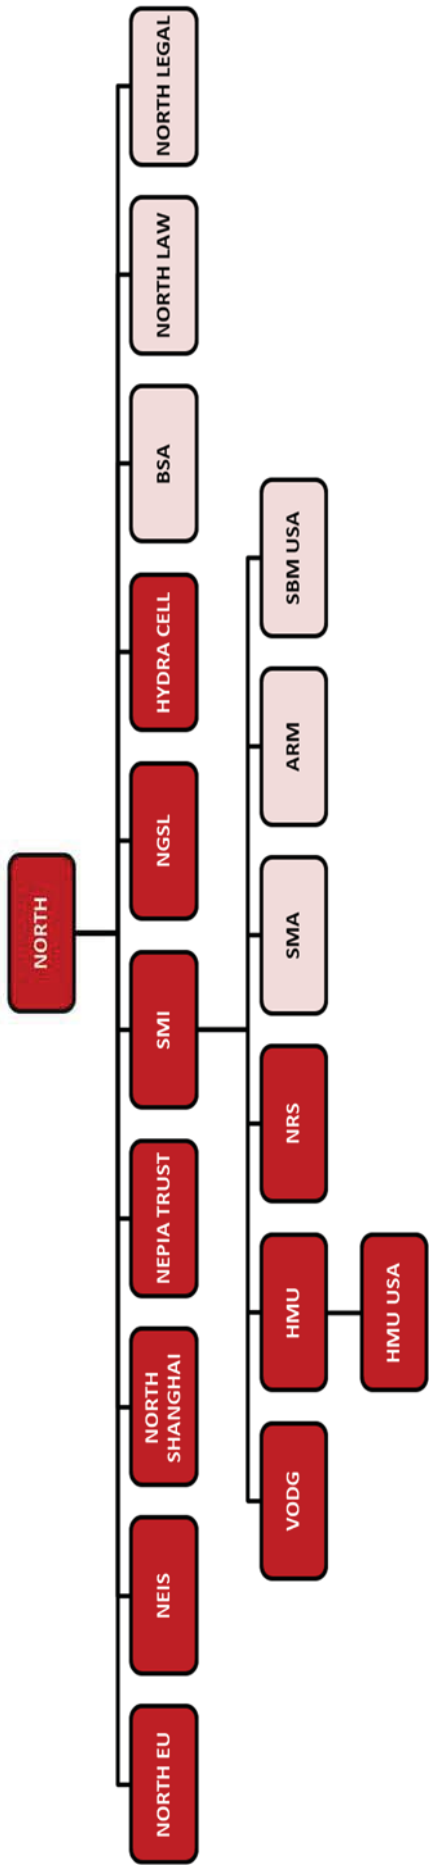 NORTH
NORTH EU
NEIS
NORTH
SHANGHAI
NEPIA TRUST
SMI
NGSL
HYDRA CELL
BSA
NORTH LAW
NORTH LEGAL
VODG
HMU
NRS
SMA
ARM
SBM USA
HMU USA